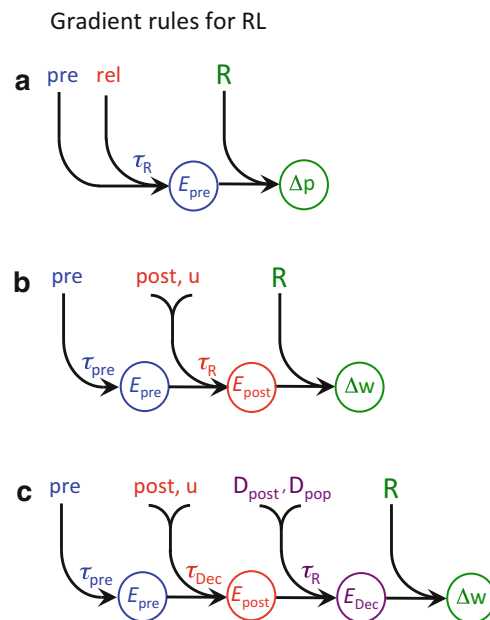 Gradient rules for RL
a
pre rel R
τR Epre Δp
b
pre post, u R
τpre Epre τR Epost Δw
c
pre post, u Dpost, Dpop R
τpre Epre τDec Epost τR EDec Δw